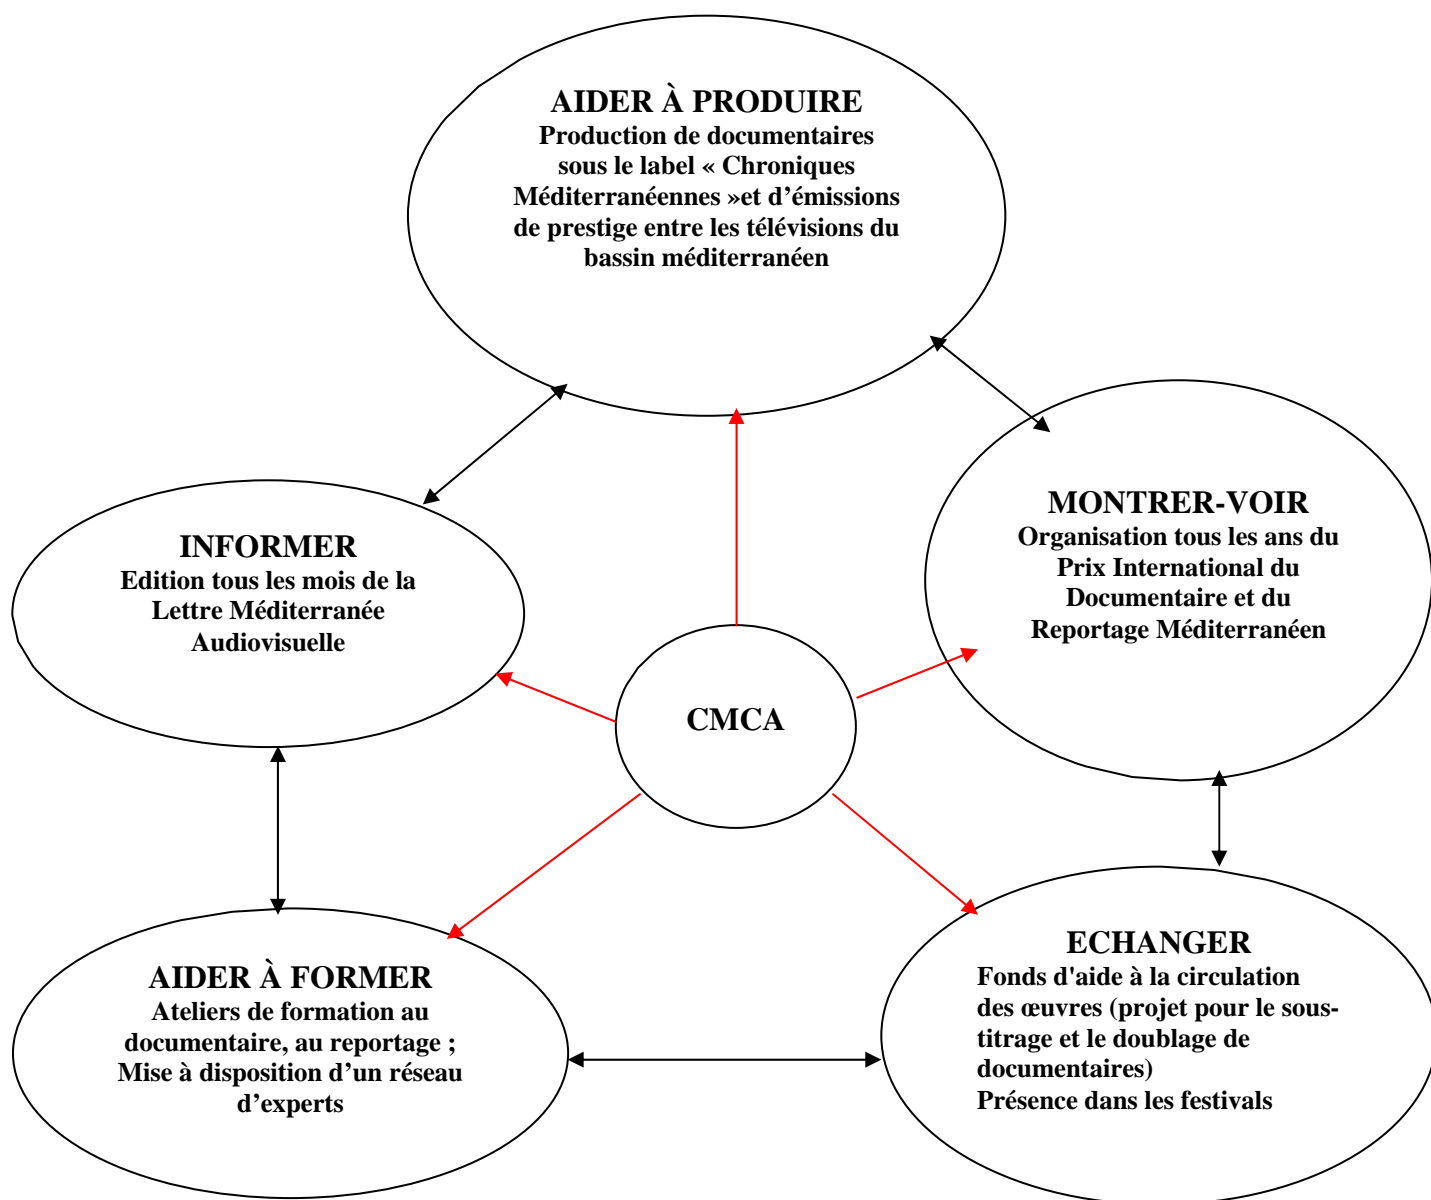 AIDER À PRODUIRE
Production de documentaires
sous le label « Chroniques
Méditerranéennes »et d’émissions
de prestige entre les télévisions du
bassin méditerranéen
MONTRER-VOIR
Organisation tous les ans du
Prix International du
Documentaire et du
Reportage Méditerranéen
INFORMER
Edition tous les mois de la
Lettre Méditerranée
Audiovisuelle
CMCA
AIDER À FORMER
Ateliers de formation au
documentaire, au reportage ;
Mise à disposition d’un réseau
d’experts
ECHANGER
Fonds d'aide à la circulation
des œuvres (projet pour le sous-
titrage et le doublage de
documentaires)
Présence dans les festivals